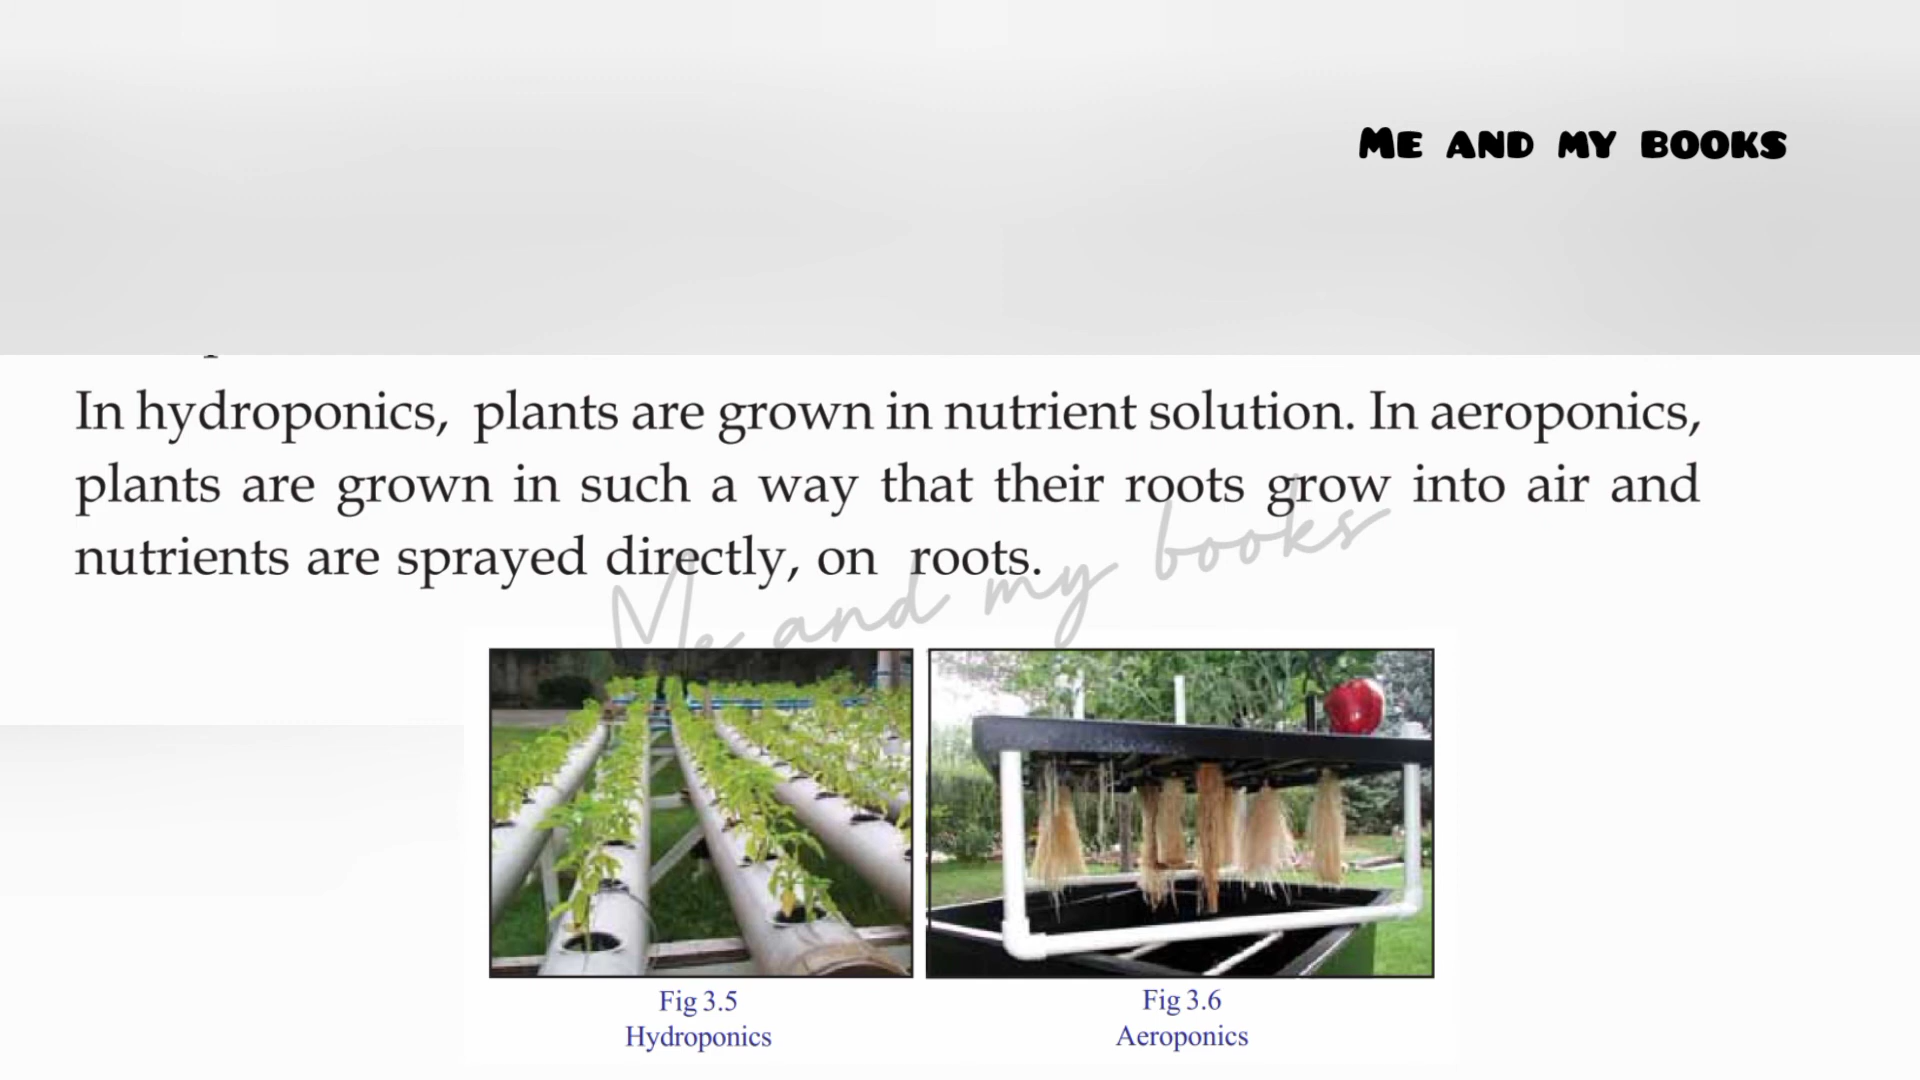 ME AND MY BOOKS
In hydroponics, plants are grown in nutrient solution. In aeroponics,
plants are grown in such a way that their roots grow into air and
nutrients are sprayed directly, on roots.
Me and my books
Fig 3.5
Hydroponics
Fig 3.6
Aeroponics